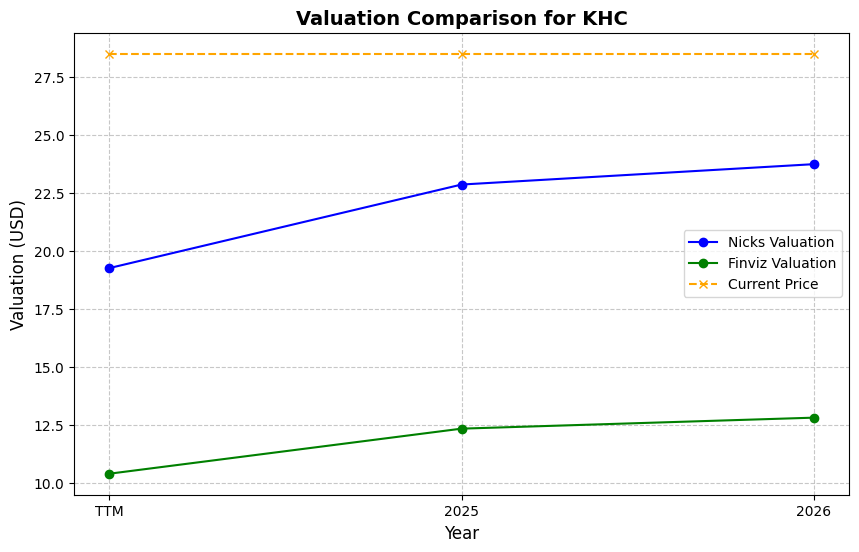 Valuation Comparison for KHC
Valuation (USD)
27.5
25.0
22.5
20.0
17.5
15.0
12.5
10.0
Nicks Valuation
Finviz Valuation
Current Price
TTM
2025
2026
Year